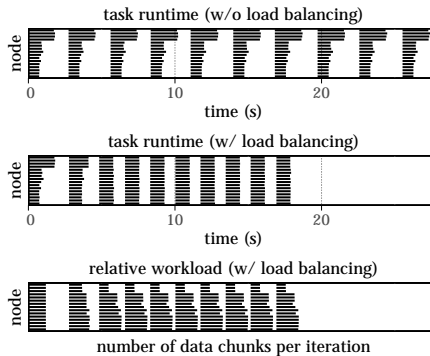 task runtime (w/o load balancing)
node
0 10 20
time (s)
task runtime (w/ load balancing)
node
0 10 20
time (s)
relative workload (w/ load balancing)
node
number of data chunks per iteration